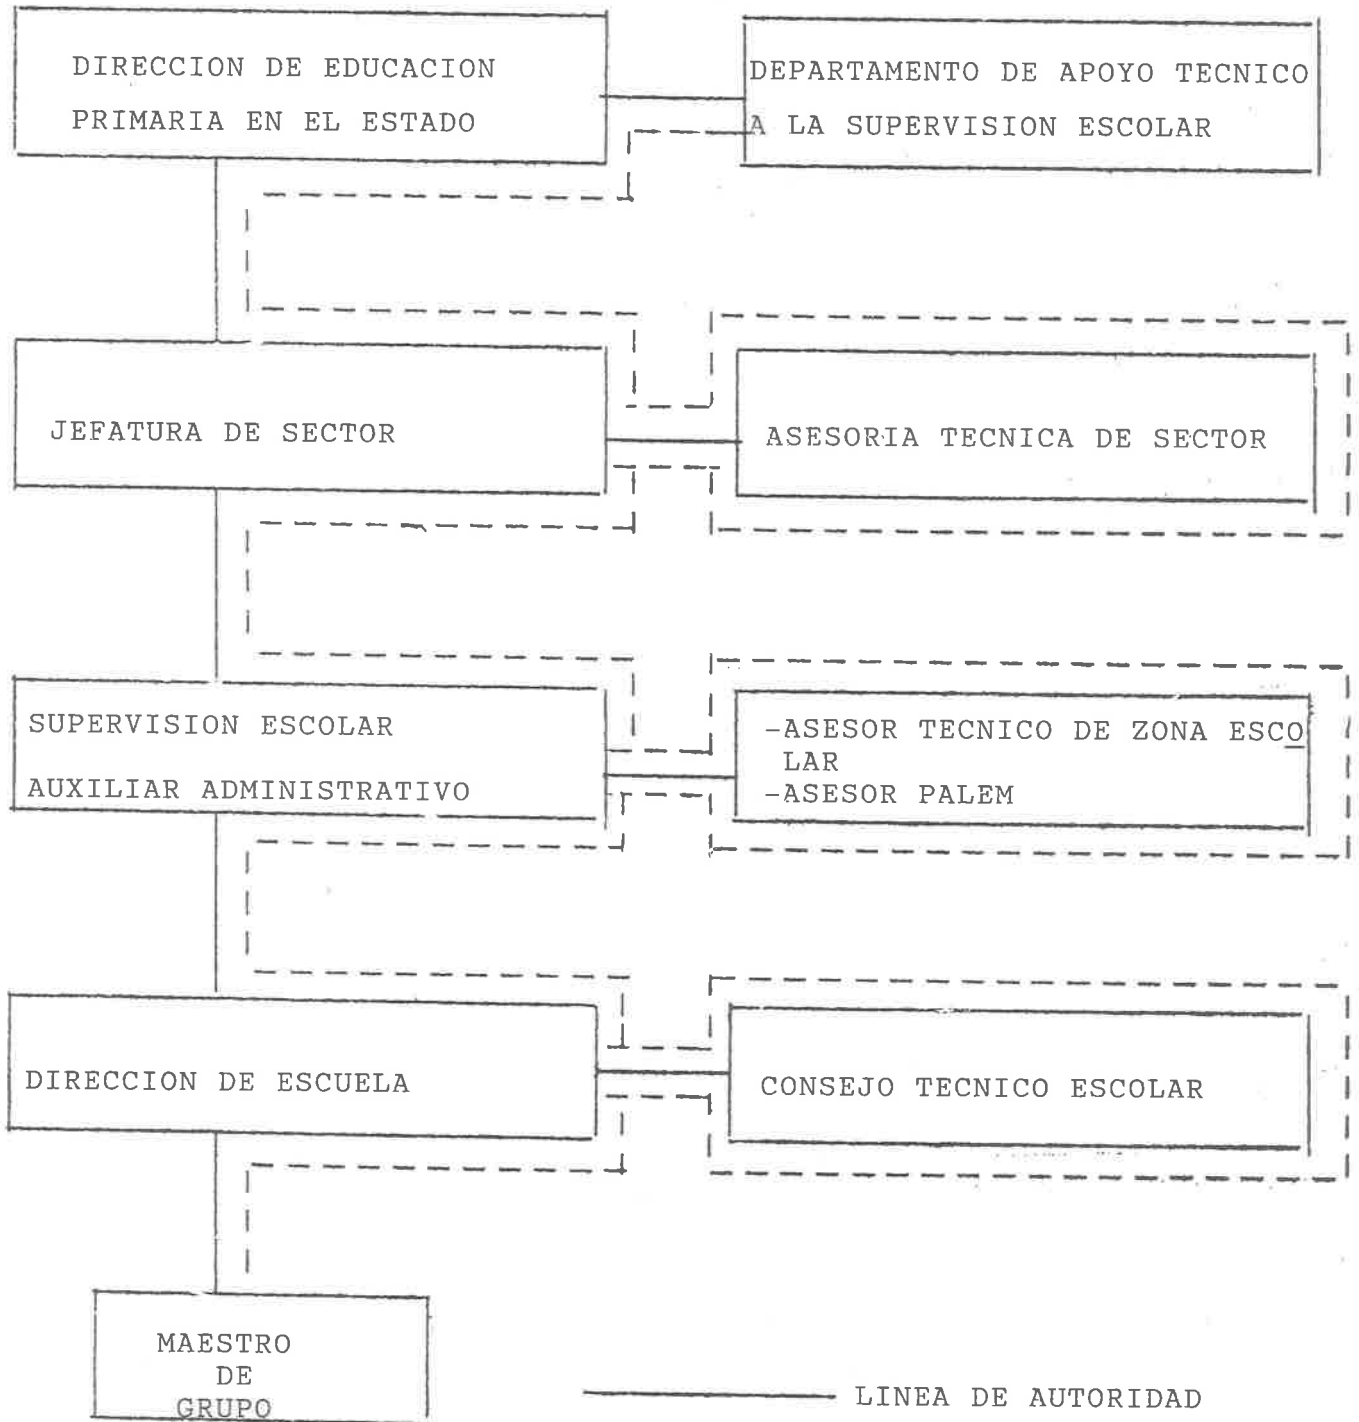 DIRECCION DE EDUCACION
PRIMARIA EN EL ESTADO
DEPARTAMENTO DE APOYO TECNICO
A LA SUPERVISION ESCOLAR
JEFATURA DE SECTOR
ASESORIA TECNICA DE SECTOR
SUPERVISION ESCOLAR
AUXILIAR ADMINISTRATIVO
-ASESOR TECNICO DE ZONA ESCO
LAR
-ASESOR PALEM
DIRECCION DE ESCUELA
CONSEJO TECNICO ESCOLAR
MAESTRO
DE
GRUPO
LINEA DE AUTORIDAD